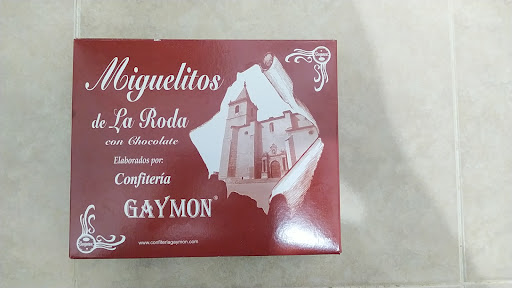 Miguelitos
de La Roda
con Chocolate
Elaborados por:
Confitería
GAYMON®
www.confiteriagaymon.com